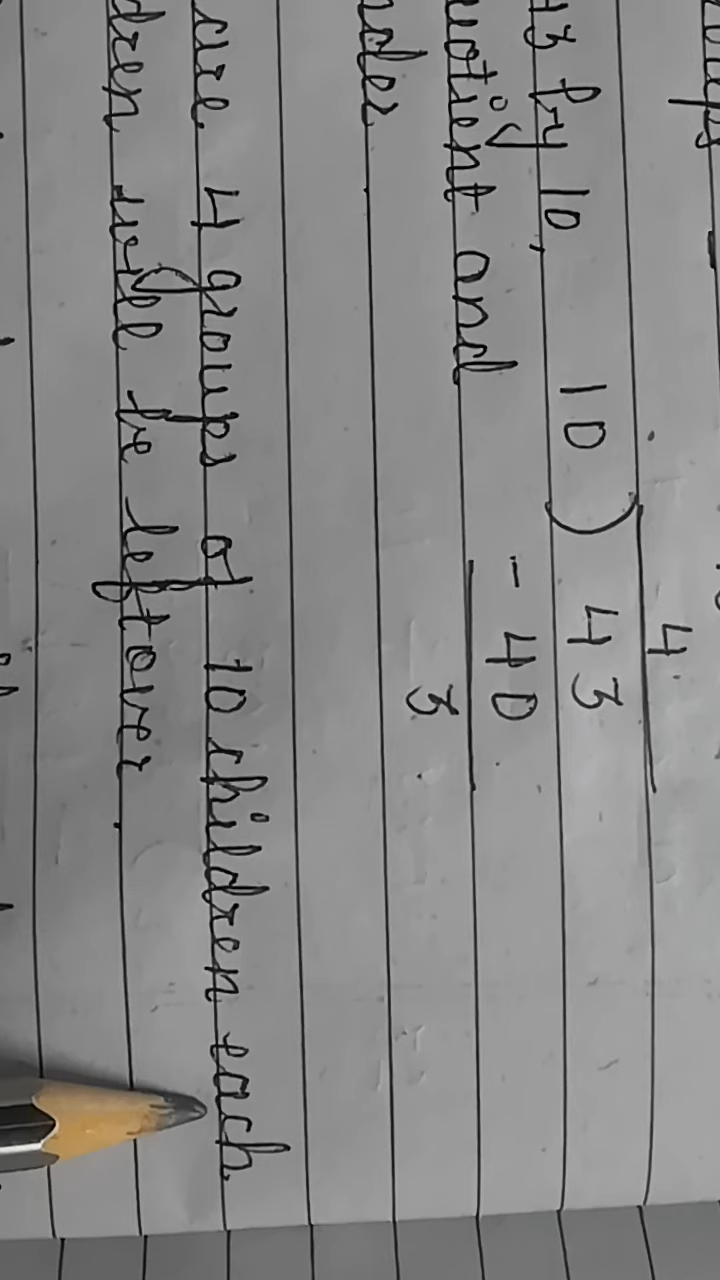 4
43 by 10, 10 ) 43
quotient and - 40
3
are 4 groups of 10 children each
dren will be leftover.